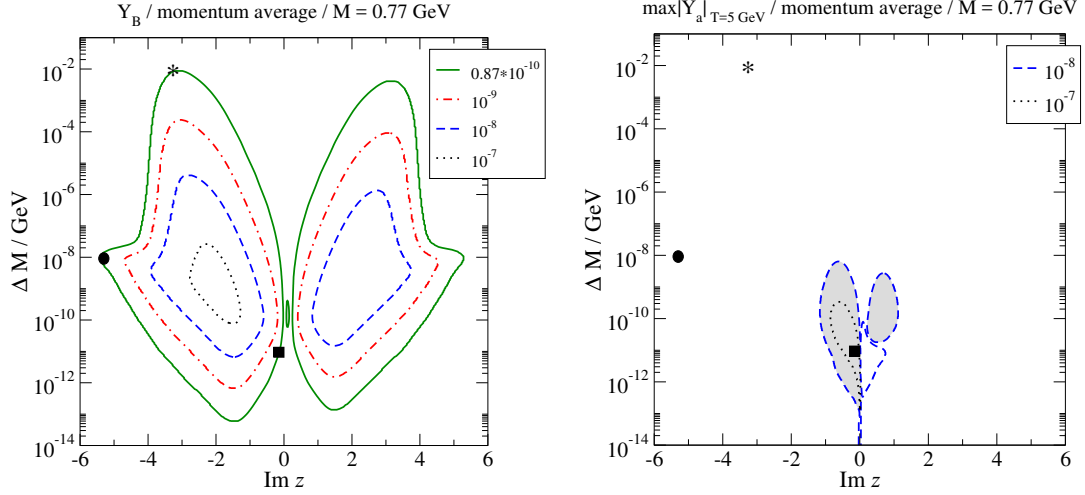 Y_B / momentum average / M = 0.77 GeV
Δ M / GeV
10^-2
10^-4
10^-6
10^-8
10^-10
10^-12
10^-14
0.87*10^-10
10^-9
10^-8
10^-7
*
-6 -4 -2 0 2 4 6
Im z
max|Y_a|_T=5 GeV / momentum average / M = 0.77 GeV
Δ M / GeV
10^-2
10^-4
10^-6
10^-8
10^-10
10^-12
10^-14
10^-8
10^-7
*
-6 -4 -2 0 2 4 6
Im z